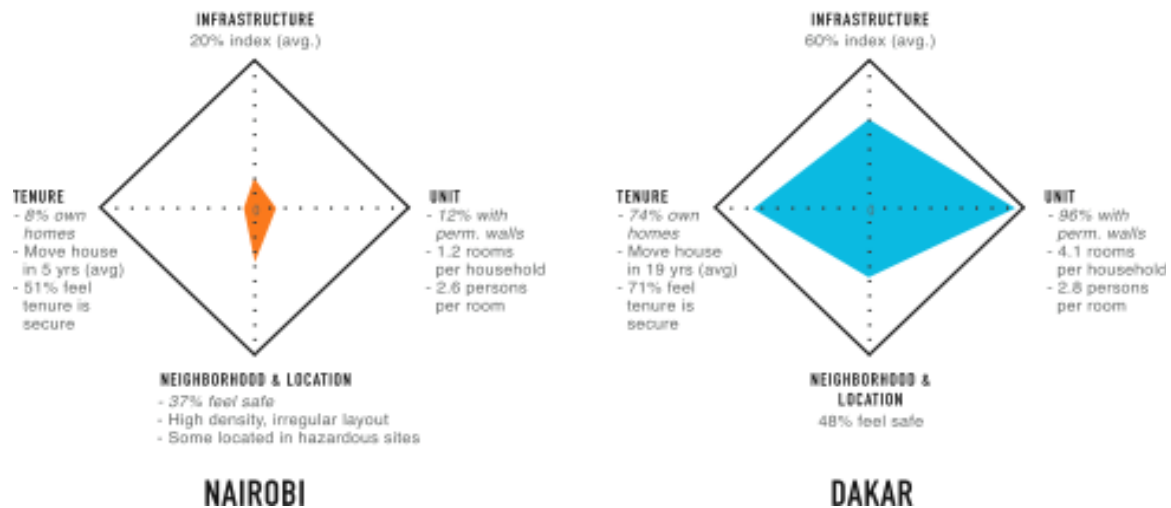 INFRASTRUCTURE
20% index (avg.)
TENURE
- 8% own
homes
- Move house
in 5 yrs (avg)
- 51% feel
tenure is
secure
0
UNIT
- 12% with
perm. walls
- 1.2 rooms
per household
- 2.6 persons
per room
NEIGHBORHOOD & LOCATION
- 37% feel safe
- High density, irregular layout
- Some located in hazardous sites
NAIROBI
INFRASTRUCTURE
60% index (avg.)
TENURE
- 74% own
homes
- Move house
in 19 yrs (avg)
- 71% feel
tenure is
secure
0
UNIT
- 96% with
perm. walls
- 4.1 rooms
per household
- 2.8 persons
per room
NEIGHBORHOOD &
LOCATION
48% feel safe
DAKAR